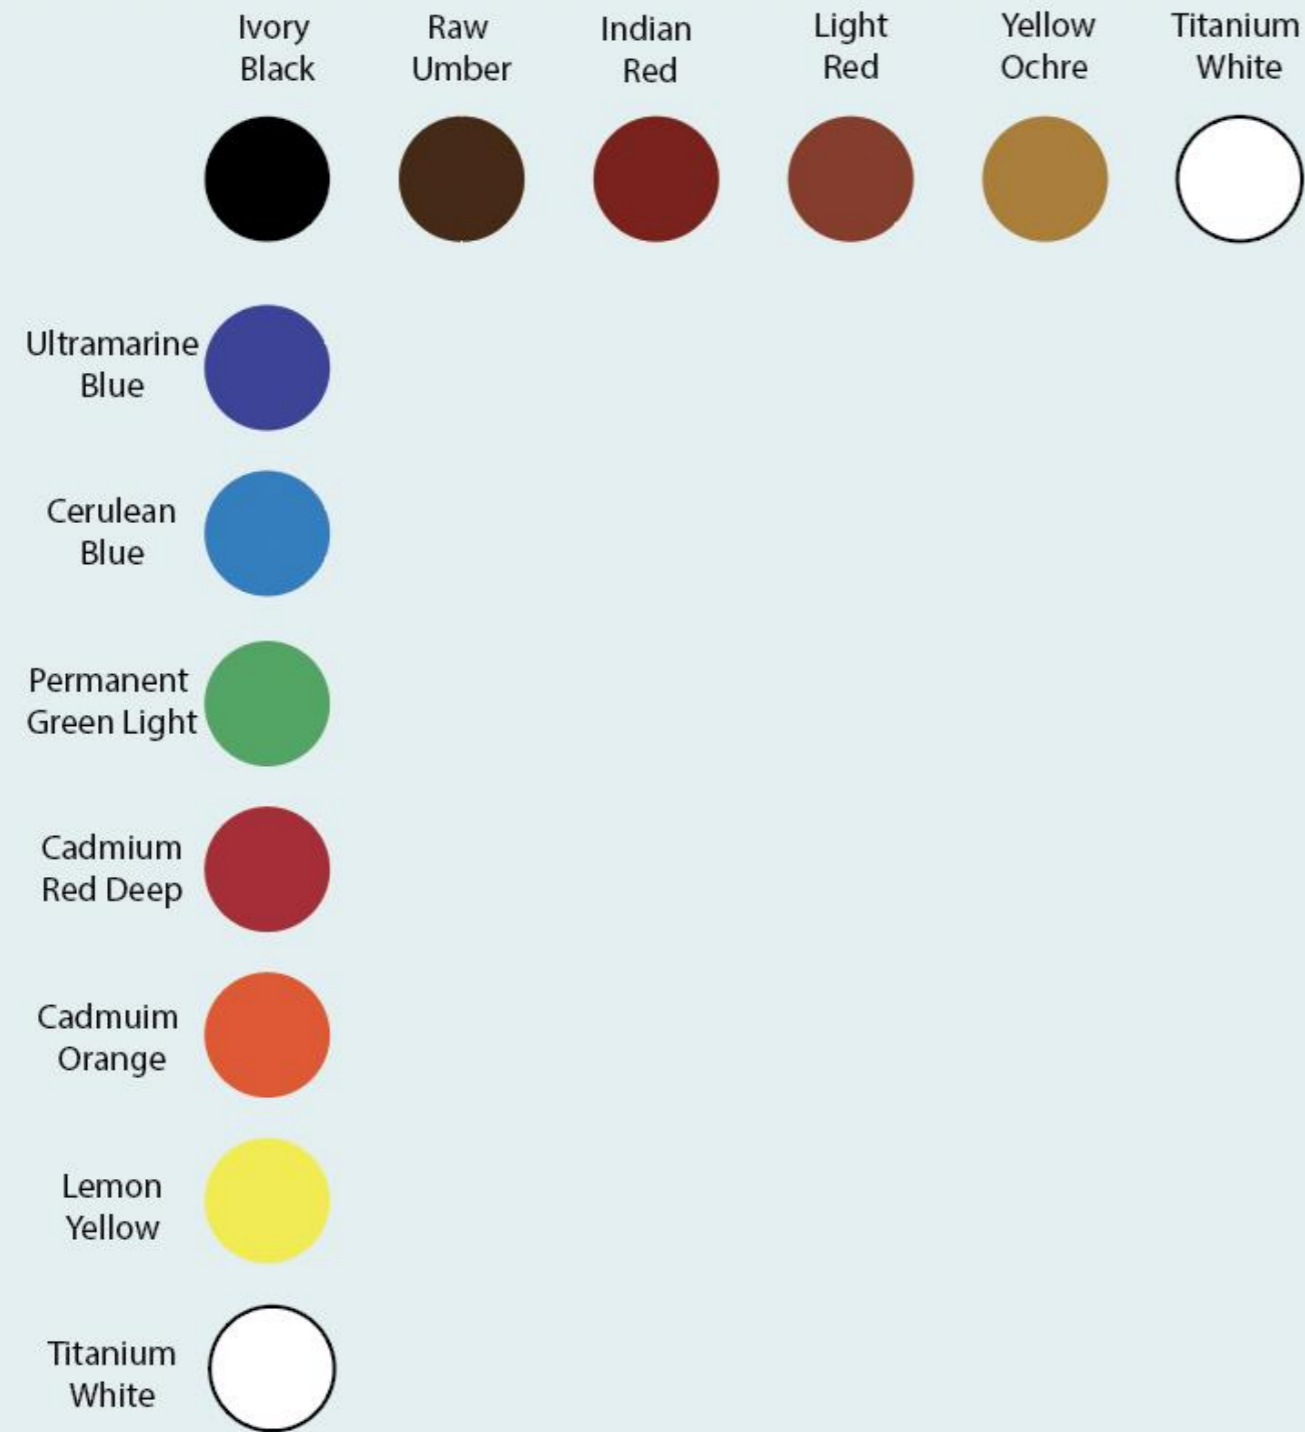 Ivory
Black
Raw
Umber
Indian
Red
Light
Red
Yellow
Ochre
Titanium
White
Ultramarine
Blue
Cerulean
Blue
Permanent
Green Light
Cadmium
Red Deep
Cadmuim
Orange
Lemon
Yellow
Titanium
White